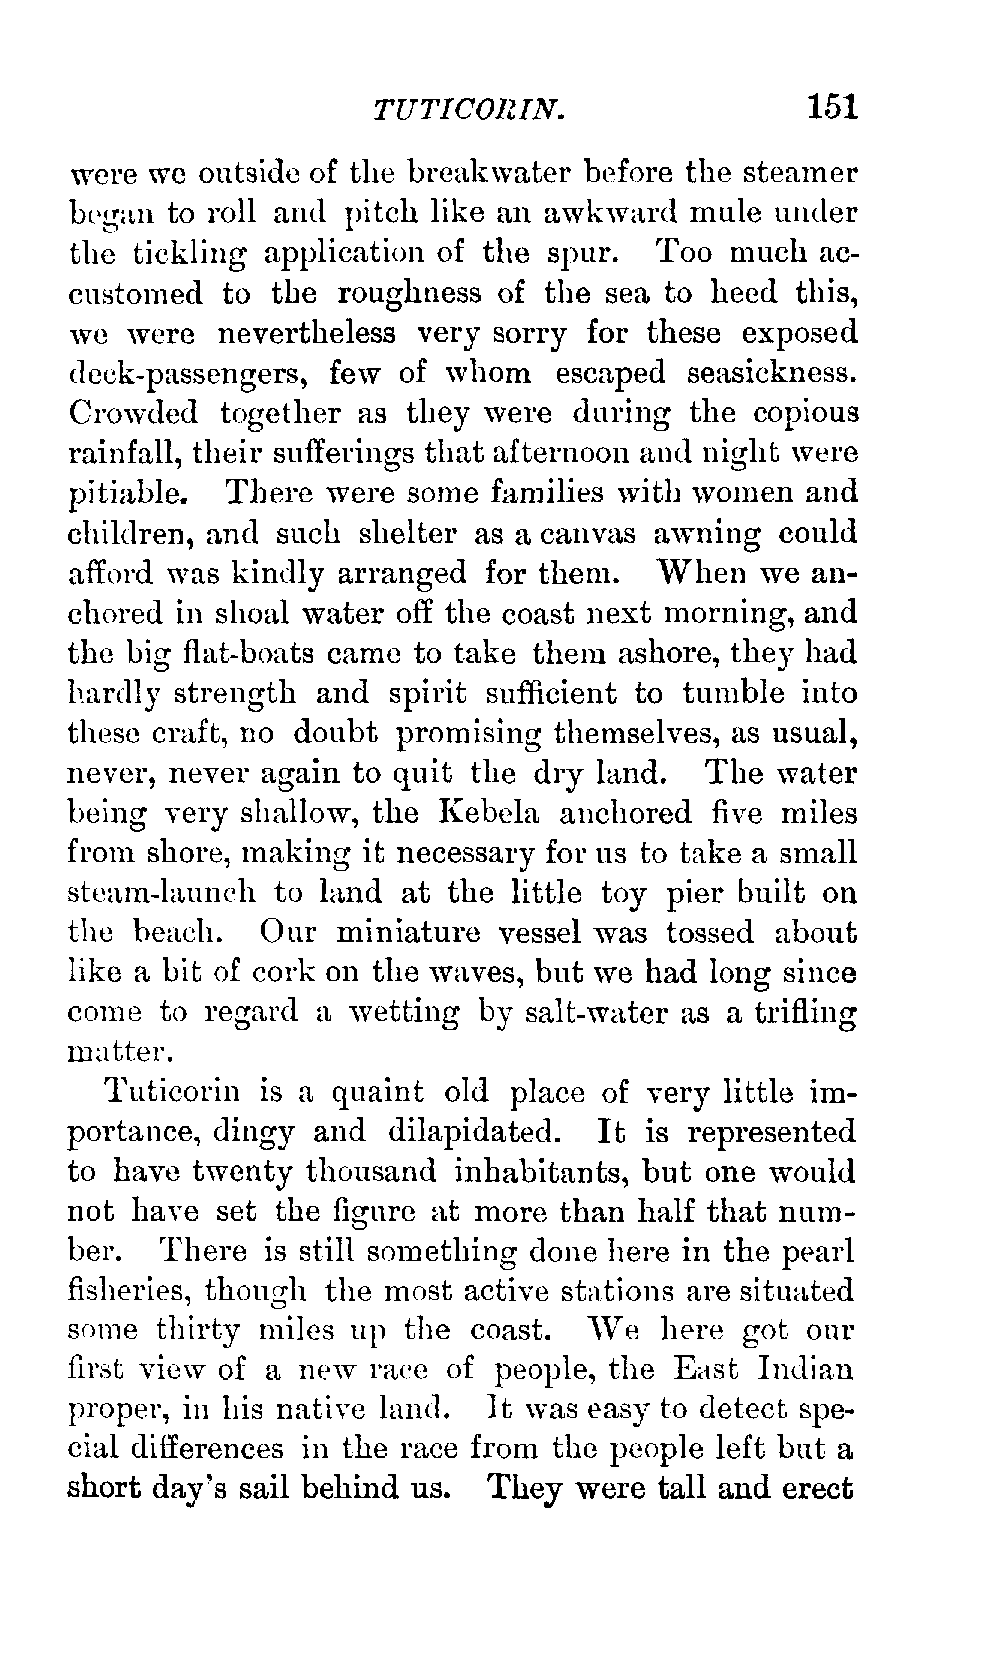 TUTICORIN. 151
were we outside of the breakwater before the steamer
began to roll and pitch like an awkward mule under
the tickling application of the spur. Too much ac-
customed to the roughness of the sea to heed this,
we were nevertheless very sorry for these exposed
deck-passengers, few of whom escaped seasickness.
Crowded together as they were during the copious
rainfall, their sufferings that afternoon and night were
pitiable. There were some families with women and
children, and such shelter as a canvas awning could
afford was kindly arranged for them. When we an-
chored in shoal water off the coast next morning, and
the big flat-boats came to take them ashore, they had
hardly strength and spirit sufficient to tumble into
these craft, no doubt promising themselves, as usual,
never, never again to quit the dry land. The water
being very shallow, the Kebela anchored five miles
from shore, making it necessary for us to take a small
steam-launch to land at the little toy pier built on
the beach. Our miniature vessel was tossed about
like a bit of cork on the waves, but we had long since
come to regard a wetting by salt-water as a trifling
matter.
Tuticorin is a quaint old place of very little im-
portance, dingy and dilapidated. It is represented
to have twenty thousand inhabitants, but one would
not have set the figure at more than half that num-
ber. There is still something done here in the pearl
fisheries, though the most active stations are situated
some thirty miles up the coast. We here got our
first view of a new race of people, the East Indian
proper, in his native land. It was easy to detect spe-
cial differences in the race from the people left but a
short day's sail behind us. They were tall and erect